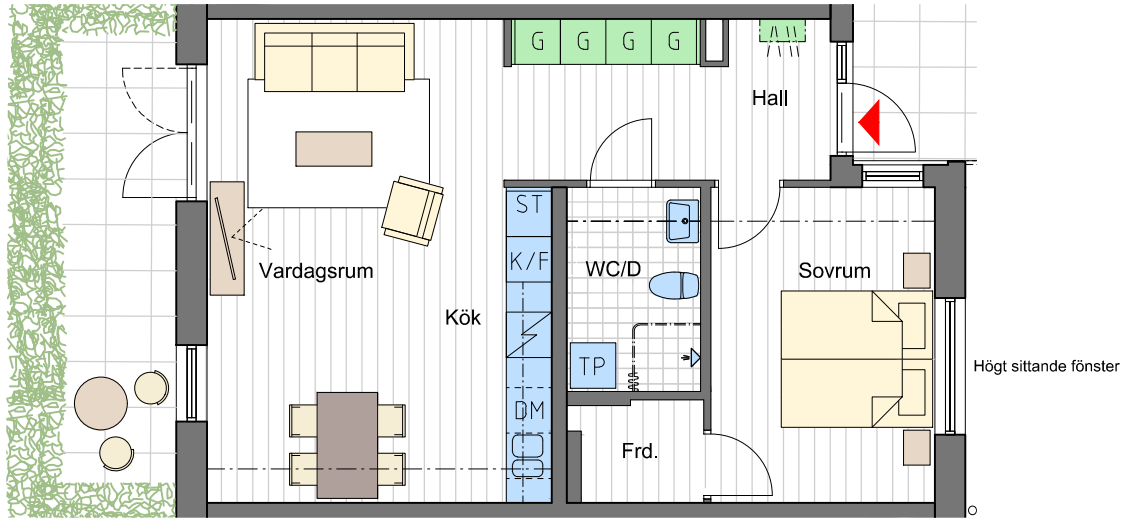 G G G G
Hall
ST
K/F
WC/D
Vardagsrum
Sovrum
Kök
TP
Högt sittande fönster
DM
Frd.